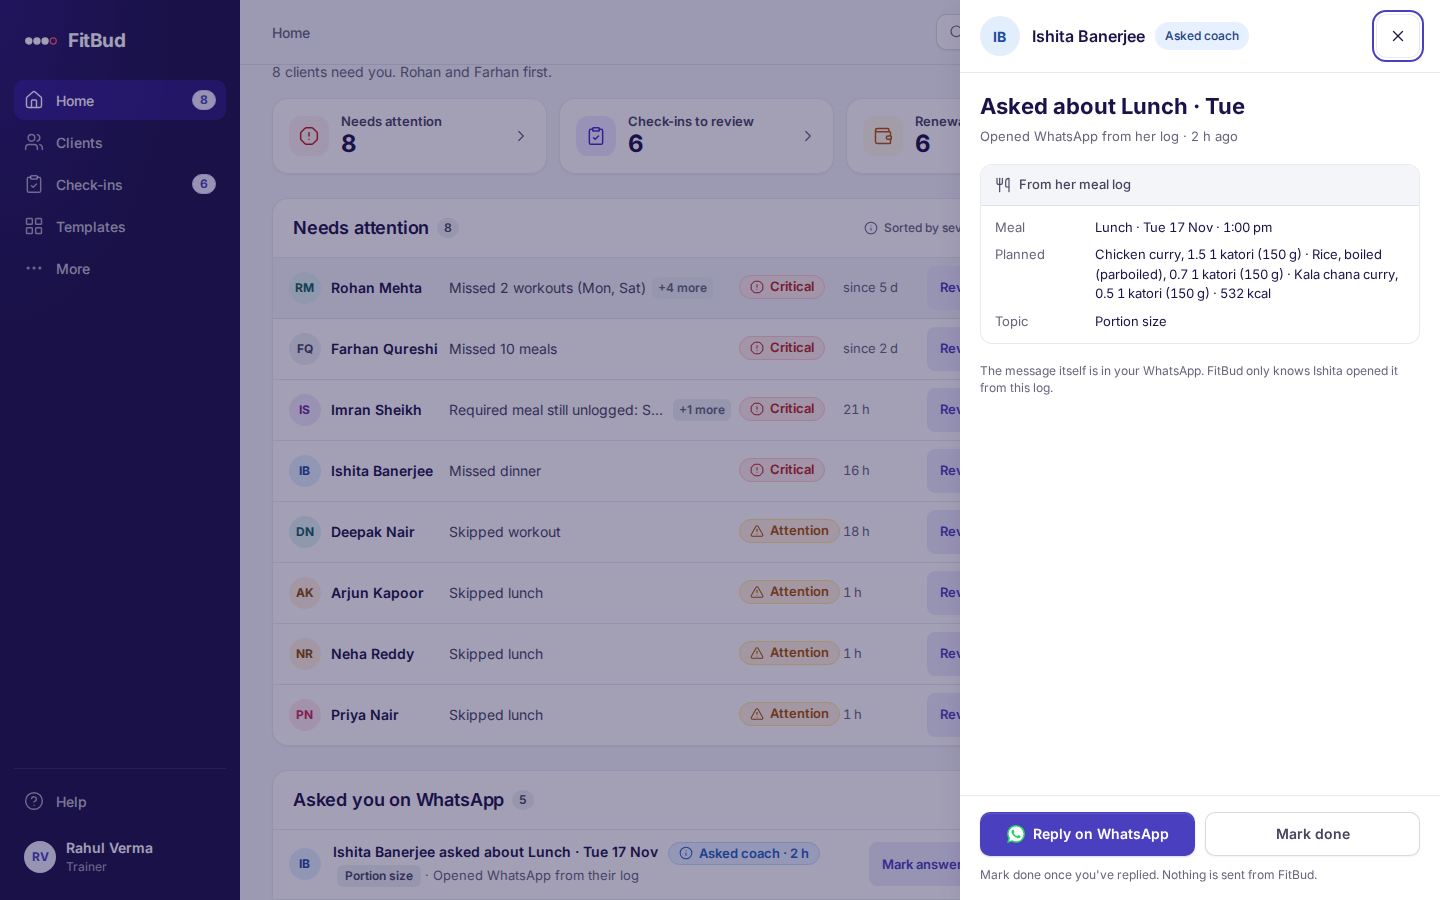 FitBud
Home 8
Clients
Check-ins 6
Templates
More
Help
RV
Rahul Verma
Trainer
Home
8 clients need you. Rohan and Farhan first.
Needs attention
8
Check-ins to review
6
6
Needs attention 8
RM Rohan Mehta Missed 2 workouts (Mon, Sat) +4 more Critical since 5 d
FQ Farhan Qureshi Missed 10 meals Critical since 2 d
IS Imran Sheikh Required meal still unlogged: S... +1 more Critical 21 h
IB Ishita Banerjee Missed dinner Critical 16 h
DN Deepak Nair Skipped workout Attention 18 h
AK Arjun Kapoor Skipped lunch Attention 1 h
NR Neha Reddy Skipped lunch Attention 1 h
PN Priya Nair Skipped lunch Attention 1 h
Asked you on WhatsApp 5
IB Ishita Banerjee asked about Lunch · Tue 17 Nov Asked coach · 2 h
Portion size · Opened WhatsApp from their log
IB Ishita Banerjee Asked coach
Asked about Lunch · Tue
Opened WhatsApp from her log · 2 h ago
From her meal log
Meal Lunch · Tue 17 Nov · 1:00 pm
Planned Chicken curry, 1.5 1 katori (150 g) · Rice, boiled
(parboiled), 0.7 1 katori (150 g) · Kala chana curry,
0.5 1 katori (150 g) · 532 kcal
Topic Portion size
The message itself is in your WhatsApp. FitBud only knows Ishita opened it
from this log.
Reply on WhatsApp
Mark done
Mark done once you've replied. Nothing is sent from FitBud.